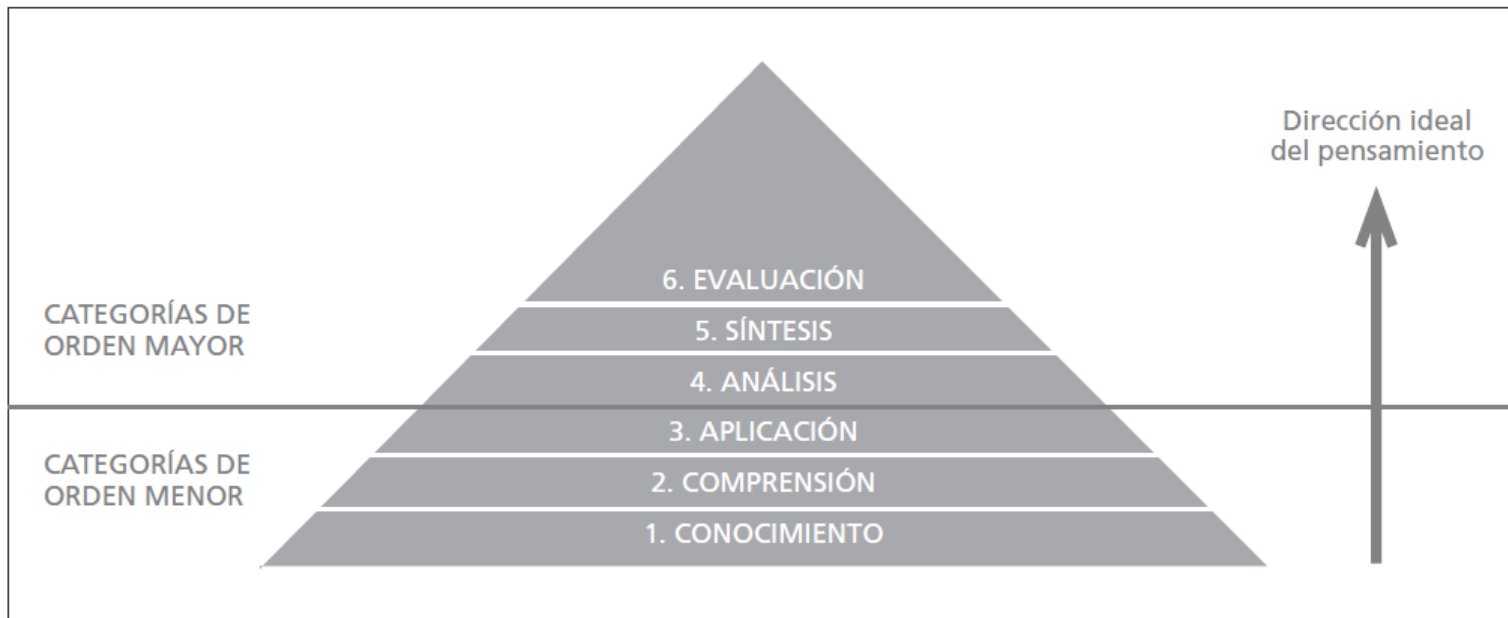 Dirección ideal
del pensamiento
6. EVALUACIÓN
CATEGORÍAS DE
ORDEN MAYOR
5. SÍNTESIS
4. ANÁLISIS
3. APLICACIÓN
CATEGORÍAS DE
ORDEN MENOR
2. COMPRENSIÓN
1. CONOCIMIENTO